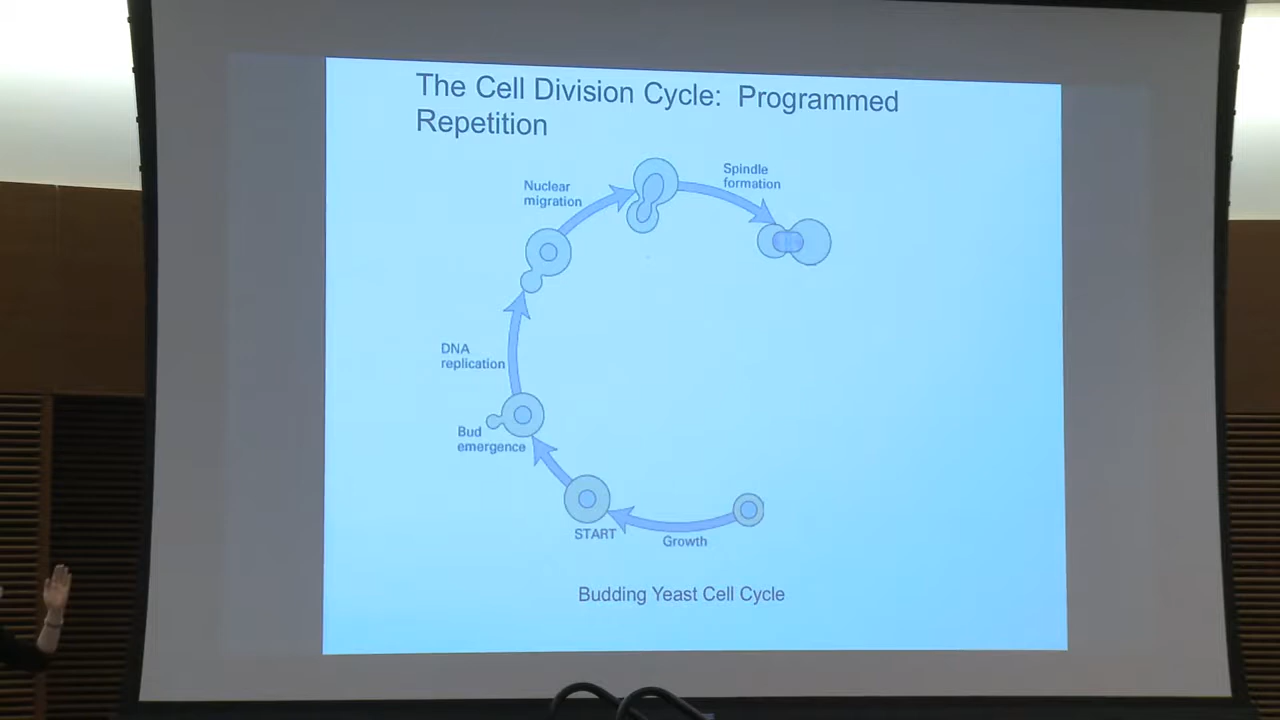 The Cell Division Cycle: Programmed
Repetition
Nuclear
migration
Spindle
formation
DNA
replication
Bud
emergence
START
Growth
Budding Yeast Cell Cycle